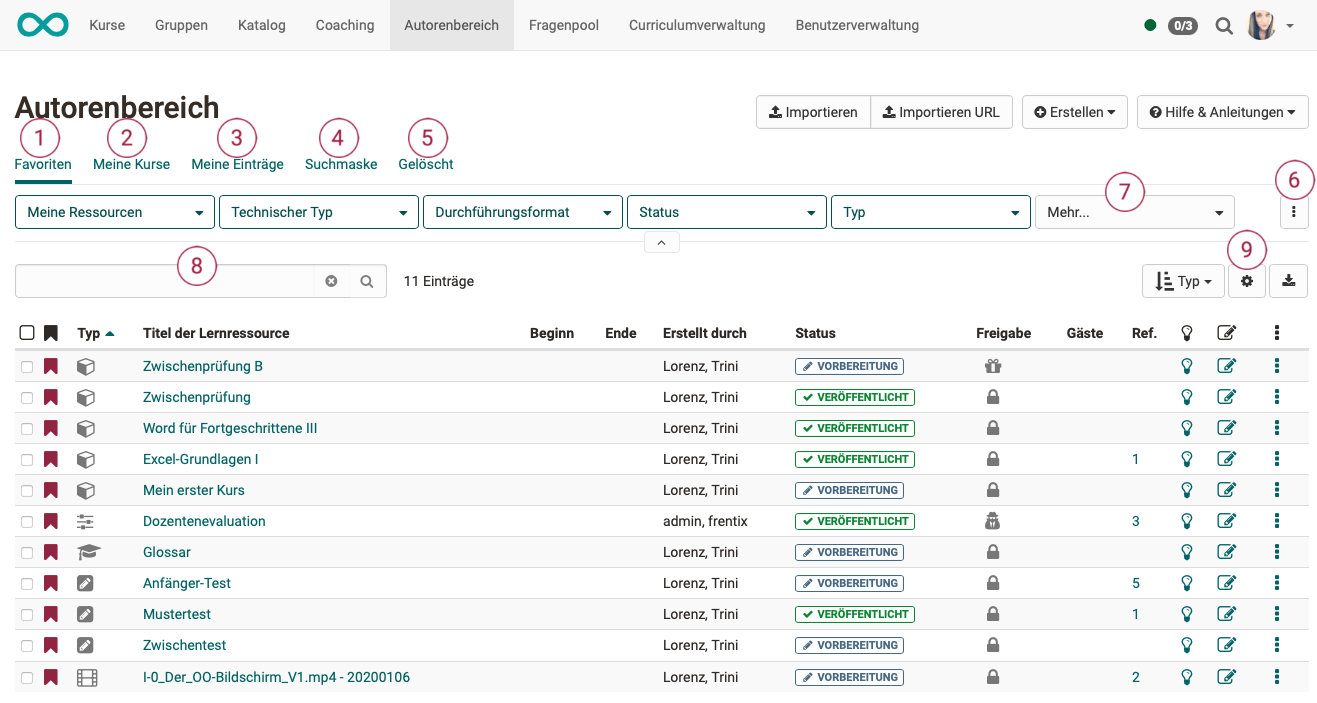 Kurse Gruppen Katalog Coaching Autorenbereich Fragenpool Curriculumverwaltung Benutzerverwaltung 0/3
Autorenbereich
Importieren Importieren URL Erstellen Hilfe & Anleitungen
1 2 3 4 5
Favoriten Meine Kurse Meine Einträge Suchmaske Gelöscht
6
7
Meine Ressourcen Technischer Typ Durchführungsformat Status Typ Mehr...
8 9
11 Einträge Typ
Typ Titel der Lernressource Beginn Ende Erstellt durch Status Freigabe Gäste Ref.
Zwischenprüfung B Lorenz, Trini VORBEREITUNG
Zwischenprüfung Lorenz, Trini VERÖFFENTLICHT
Word für Fortgeschrittene III Lorenz, Trini VERÖFFENTLICHT
Excel-Grundlagen I Lorenz, Trini VERÖFFENTLICHT 1
Mein erster Kurs Lorenz, Trini VORBEREITUNG
Dozentenevaluation admin, frentix VERÖFFENTLICHT 3
Glossar Lorenz, Trini VORBEREITUNG
Anfänger-Test Lorenz, Trini VORBEREITUNG 5
Mustertest Lorenz, Trini VERÖFFENTLICHT 1
Zwischentest Lorenz, Trini VORBEREITUNG
I-0_Der_OO-Bildschirm_V1.mp4 - 20200106 Lorenz, Trini VORBEREITUNG 2